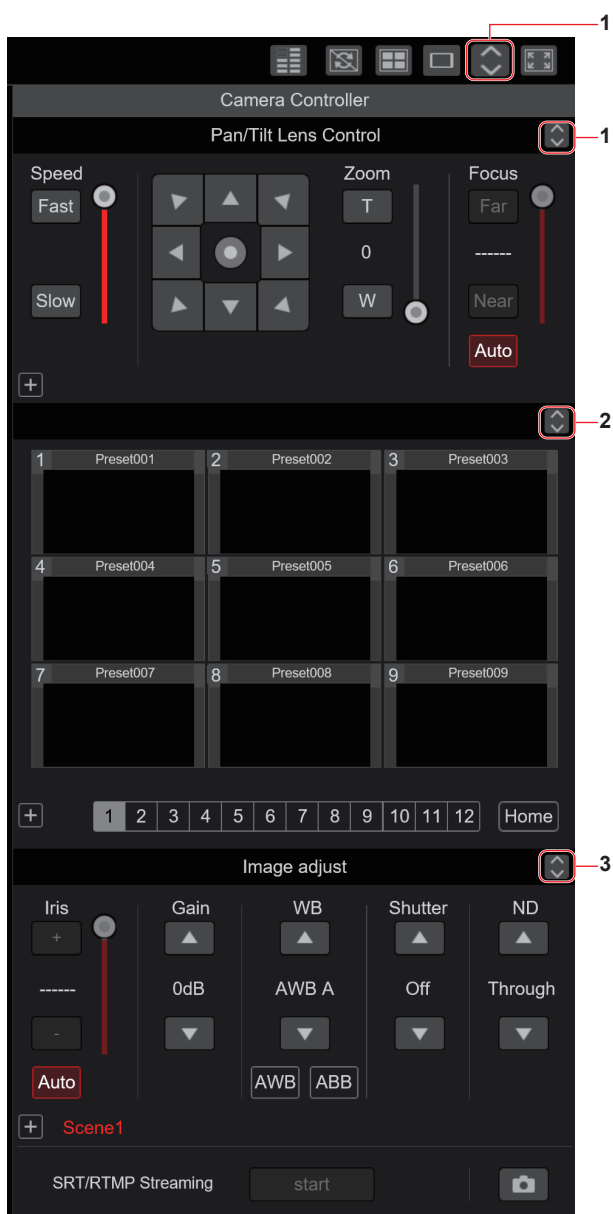 1
Camera Controller
Pan/Tilt Lens Control
1
Speed
Zoom
Focus
Fast
T
Far
0
------
Slow
W
Near
Auto
+
2
1 Preset001
2 Preset002
3 Preset003
4 Preset004
5 Preset005
6 Preset006
7 Preset007
8 Preset008
9 Preset009
+
1 2 3 4 5 6 7 8 9 10 11 12 Home
Image adjust
3
Iris
Gain
WB
Shutter
ND
+
------
0dB
AWB A
Off
Through
-
Auto
AWB ABB
+ Scene1
SRT/RTMP Streaming start